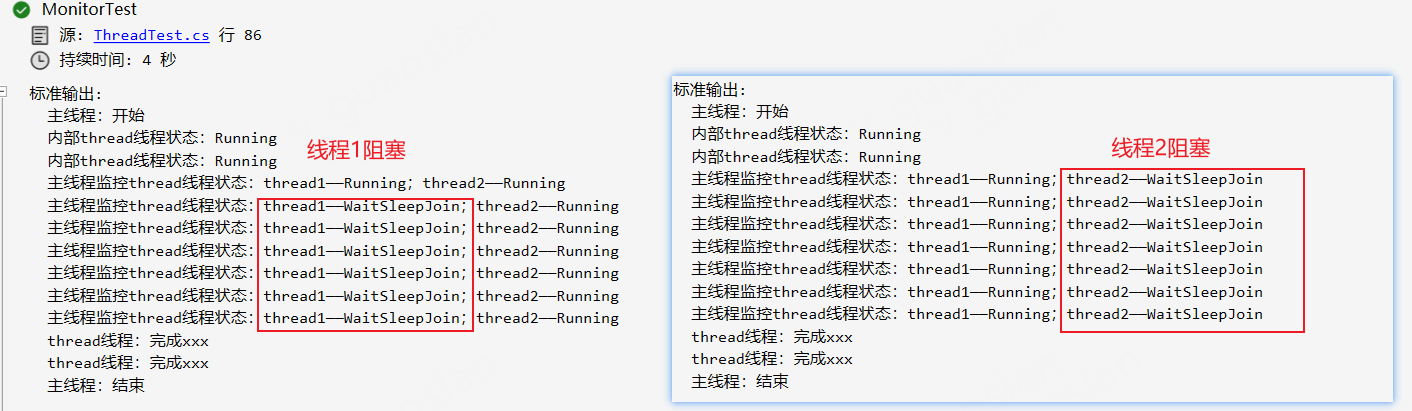 MonitorTest
源: ThreadTest.cs 行 86
持续时间: 4 秒
标准输出:
主线程：开始
内部thread线程状态：Running
内部thread线程状态：Running
线程1阻塞
主线程监控thread线程状态：thread1——Running；thread2——Running
主线程监控thread线程状态：thread1——WaitSleepJoin；thread2——Running
主线程监控thread线程状态：thread1——WaitSleepJoin；thread2——Running
主线程监控thread线程状态：thread1——WaitSleepJoin；thread2——Running
主线程监控thread线程状态：thread1——WaitSleepJoin；thread2——Running
主线程监控thread线程状态：thread1——WaitSleepJoin；thread2——Running
主线程监控thread线程状态：thread1——WaitSleepJoin；thread2——Running
thread线程：完成xxx
thread线程：完成xxx
主线程：结束
标准输出:
主线程：开始
内部thread线程状态：Running
内部thread线程状态：Running
线程2阻塞
主线程监控thread线程状态：thread1——Running；thread2——WaitSleepJoin
主线程监控thread线程状态：thread1——Running；thread2——WaitSleepJoin
主线程监控thread线程状态：thread1——Running；thread2——WaitSleepJoin
主线程监控thread线程状态：thread1——Running；thread2——WaitSleepJoin
主线程监控thread线程状态：thread1——Running；thread2——WaitSleepJoin
主线程监控thread线程状态：thread1——Running；thread2——WaitSleepJoin
主线程监控thread线程状态：thread1——Running；thread2——WaitSleepJoin
thread线程：完成xxx
thread线程：完成xxx
主线程：结束